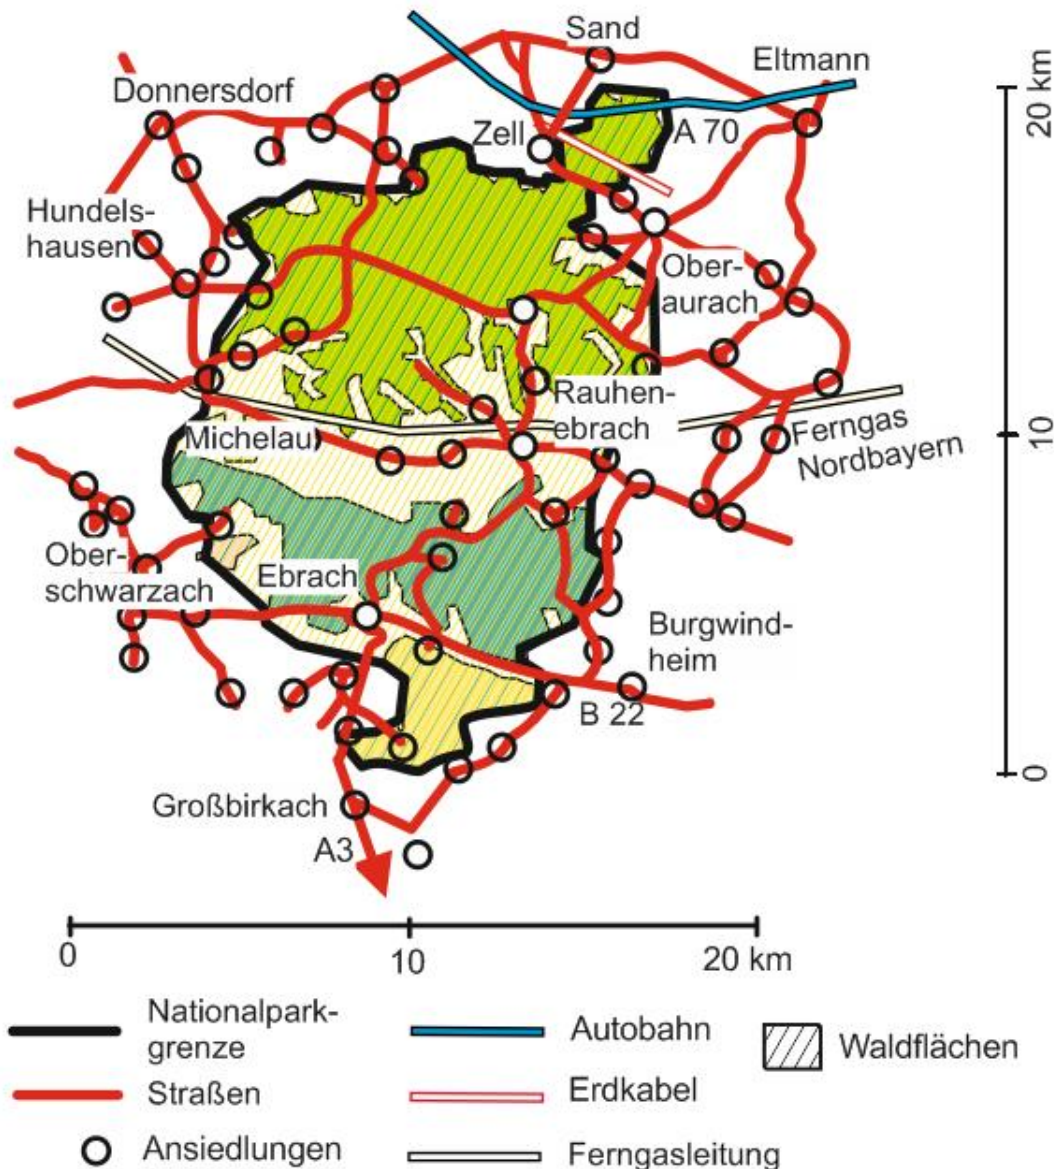 Sand
Eltmann
Donnersdorf
Zell
A 70
20 km
Hundels-
hausen
Ober-
aurach
Rauhen-
ebrach
Michelau
Ferngas
Nordbayern
10
Ober-
schwarzach
Ebrach
Burgwind-
heim
B 22
0
Großbirkach
A3
0
10
20 km
Nationalpark-
grenze
Autobahn
Waldflächen
Straßen
Erdkabel
Ansiedlungen
Ferngasleitung